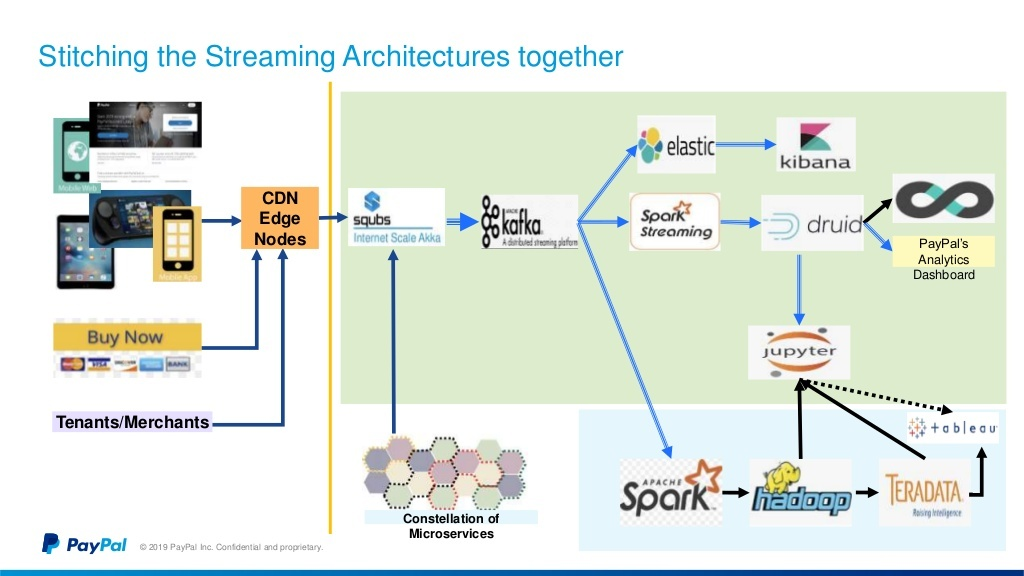 Stitching the Streaming Architectures together
Mobile Web
Mobile App
CDN
Edge
Nodes
Buy Now
VISA
BANK
Tenants/Merchants
squbs
Internet Scale Akka
kafka
A distributed streaming platform
elastic
kibana
Spark
Streaming
druid
PayPal's
Analytics
Dashboard
jupyter
+ a b l e a u
APACHE
Spark
hadoop
TERADATA
Raising Intelligence
Constellation of
Microservices
PayPal
© 2019 PayPal Inc. Confidential and proprietary.